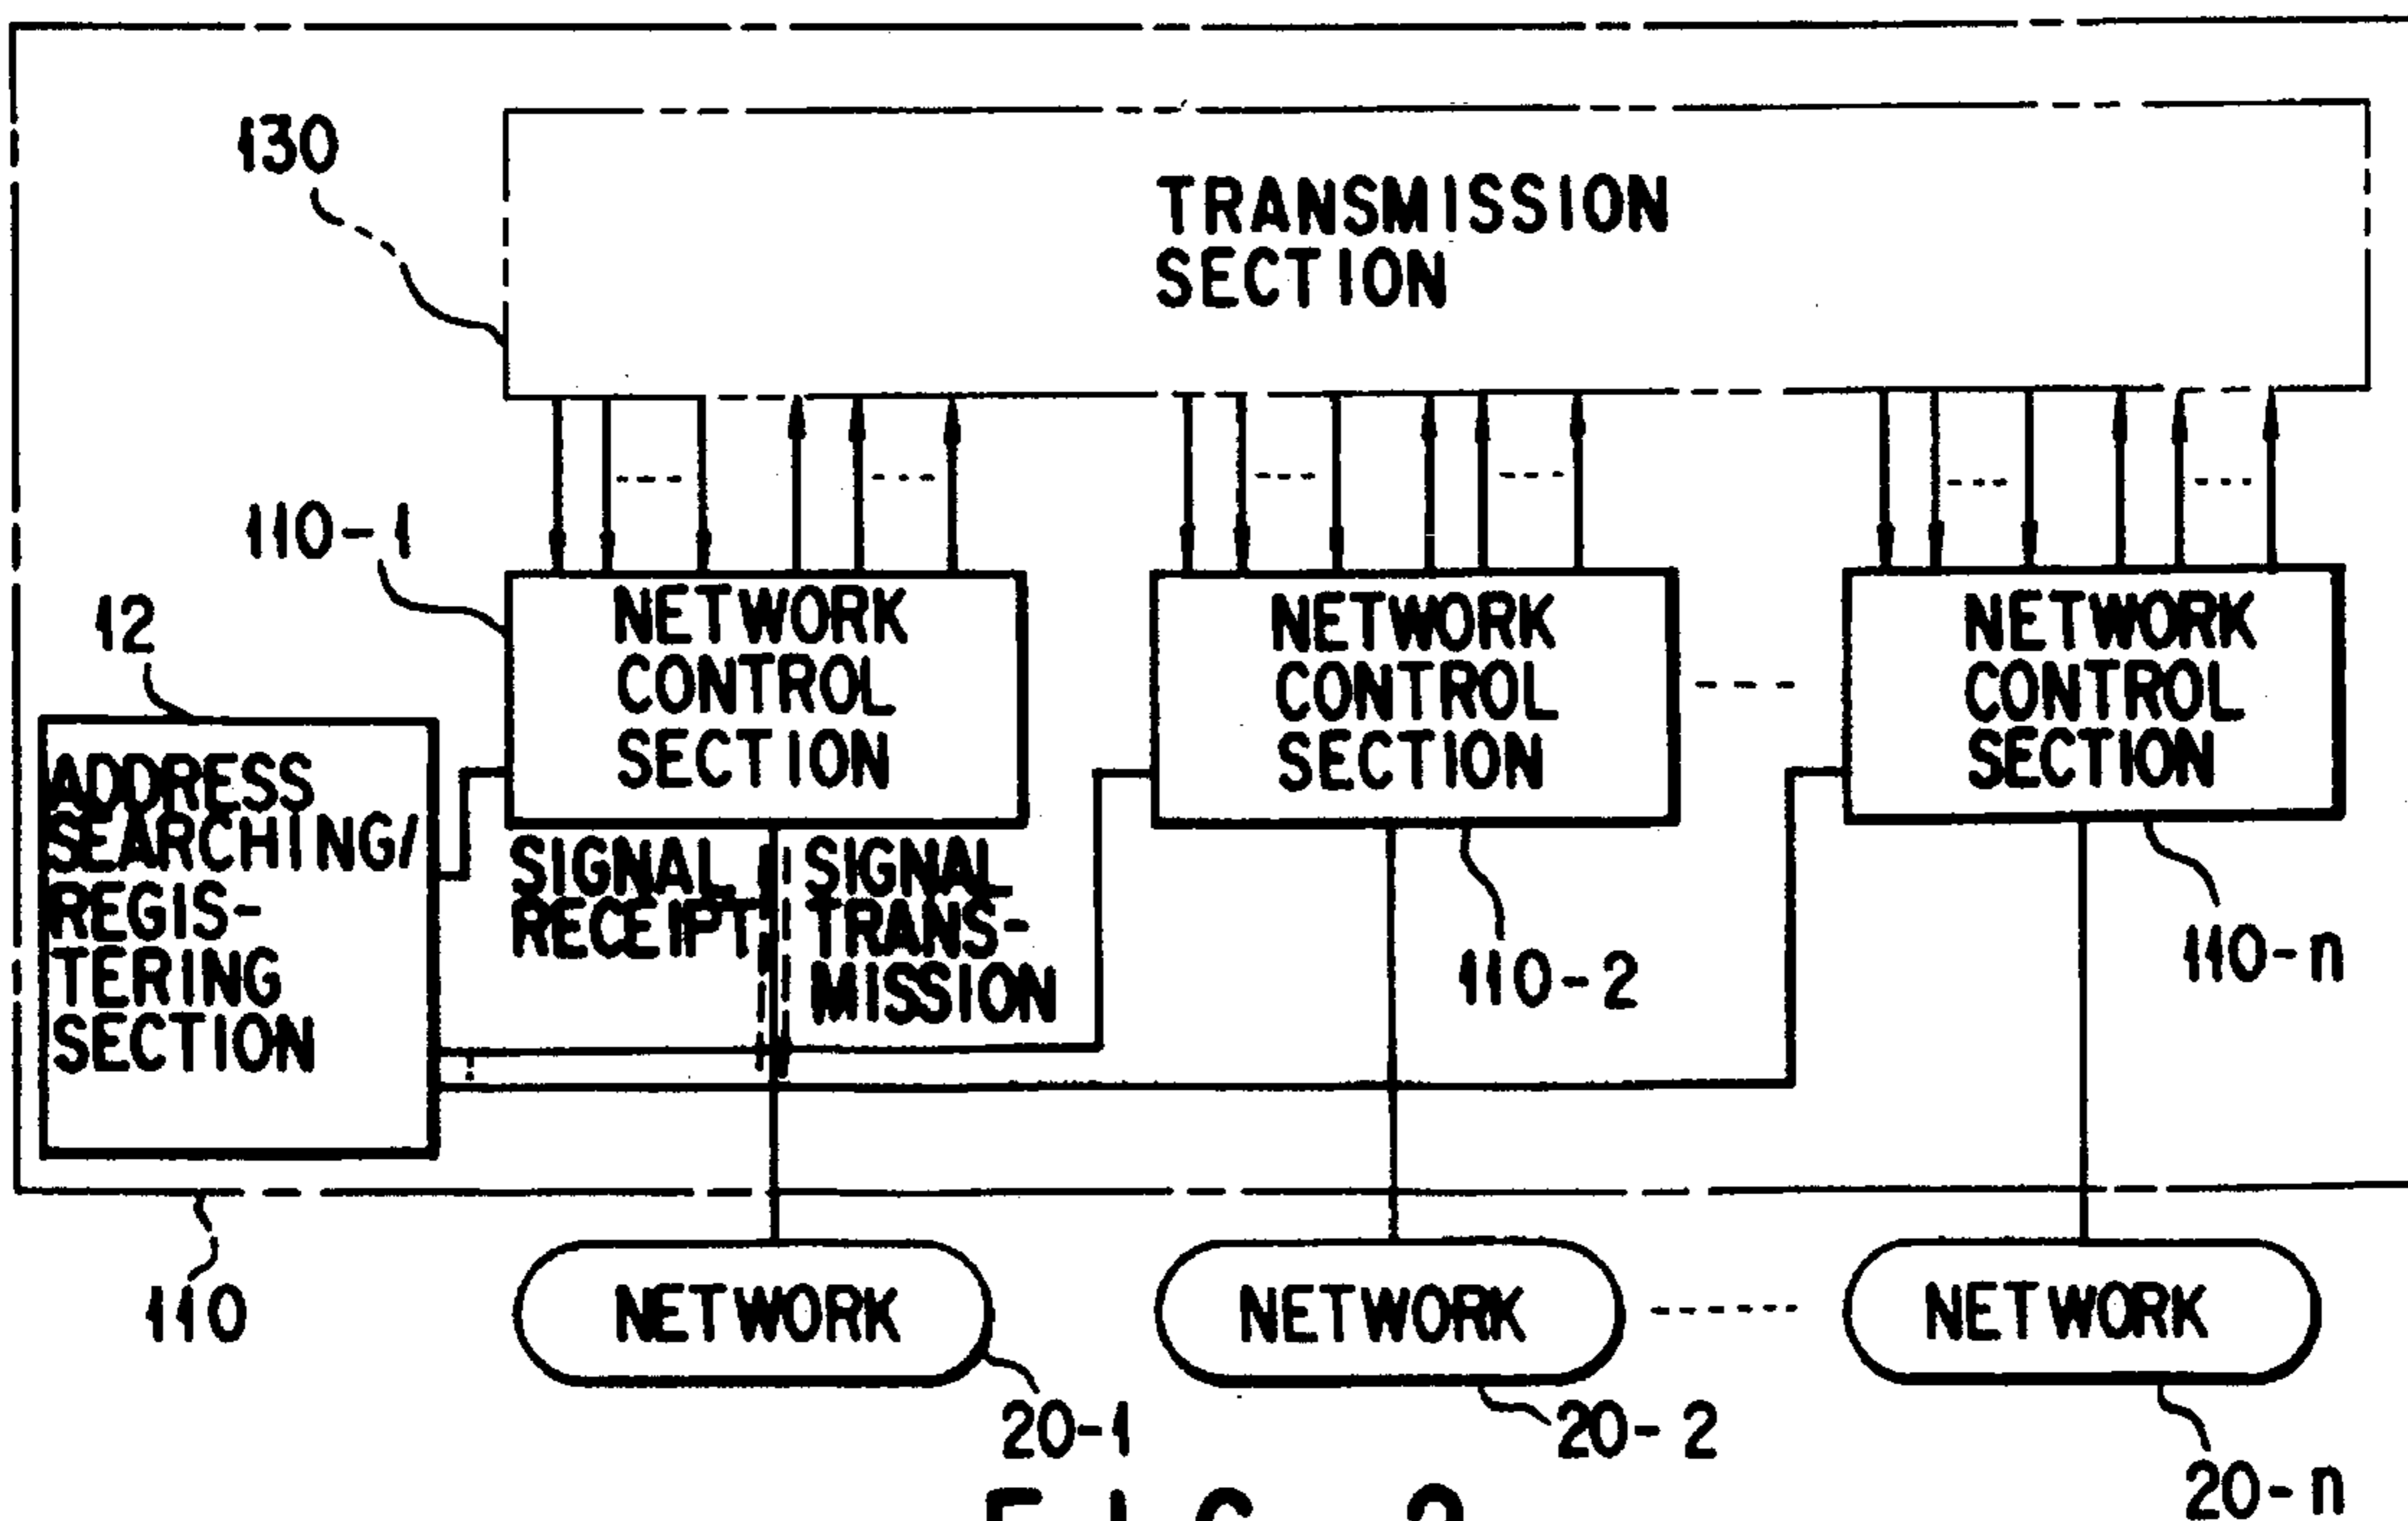 130
TRANSMISSION
SECTION
110-1
12
NETWORK
CONTROL
SECTION
NETWORK
CONTROL
SECTION
NETWORK
CONTROL
SECTION
ADDRESS
SEARCHING/
REGIS-
TERING
SECTION
SIGNAL
RECEIPT
SIGNAL
TRANS-
MISSION
110-2
110-n
110
NETWORK
NETWORK
NETWORK
20-1
20-2
20-n